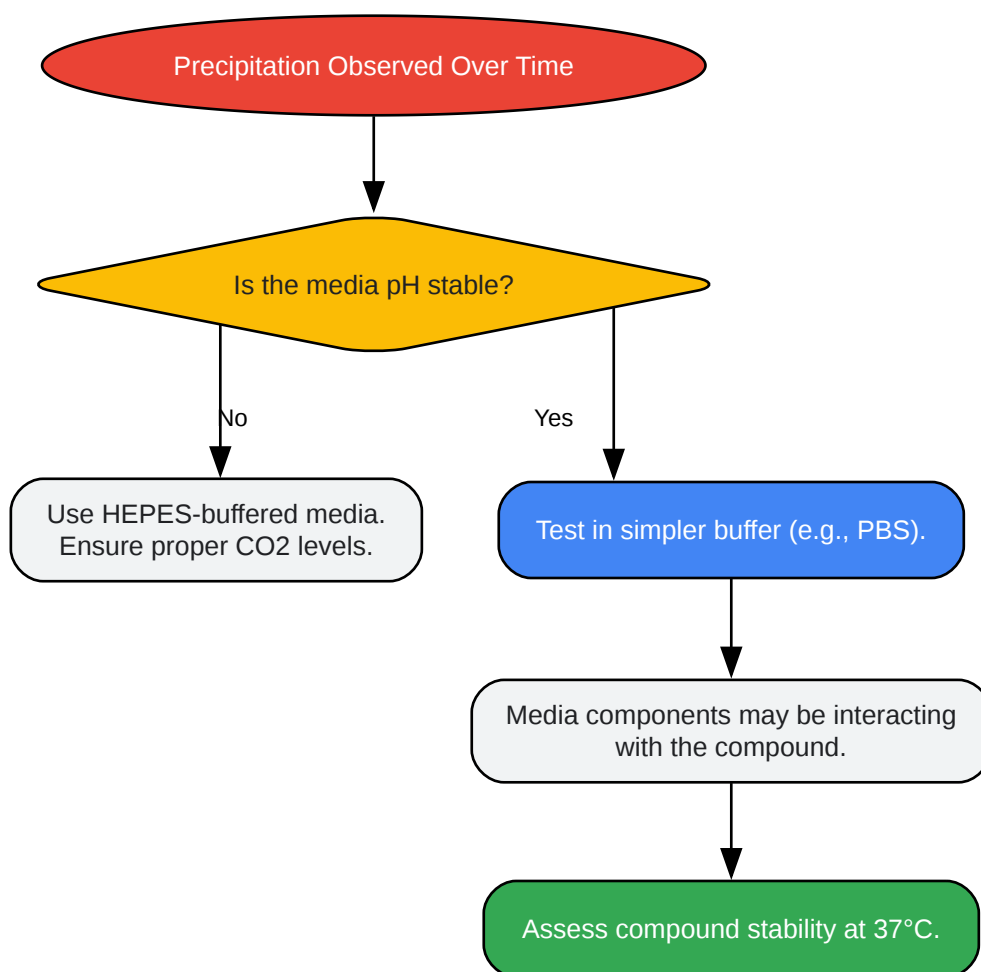 Precipitation Observed Over Time
Is the media pH stable?
No
Yes
Use HEPES-buffered media.
Ensure proper CO2 levels.
Test in simpler buffer (e.g., PBS).
Media components may be interacting
with the compound.
Assess compound stability at 37°C.